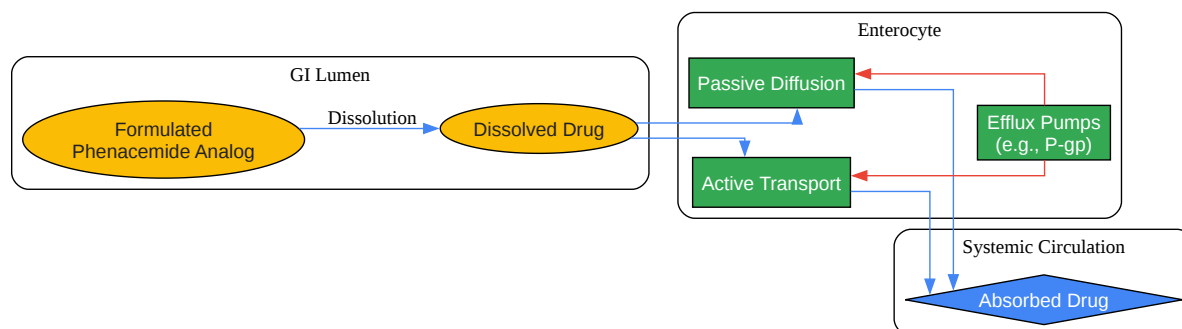 GI Lumen
Formulated
Phenacemide Analog
Dissolution
Dissolved Drug
Enterocyte
Passive Diffusion
Active Transport
Efflux Pumps
(e.g., P-gp)
Systemic Circulation
Absorbed Drug